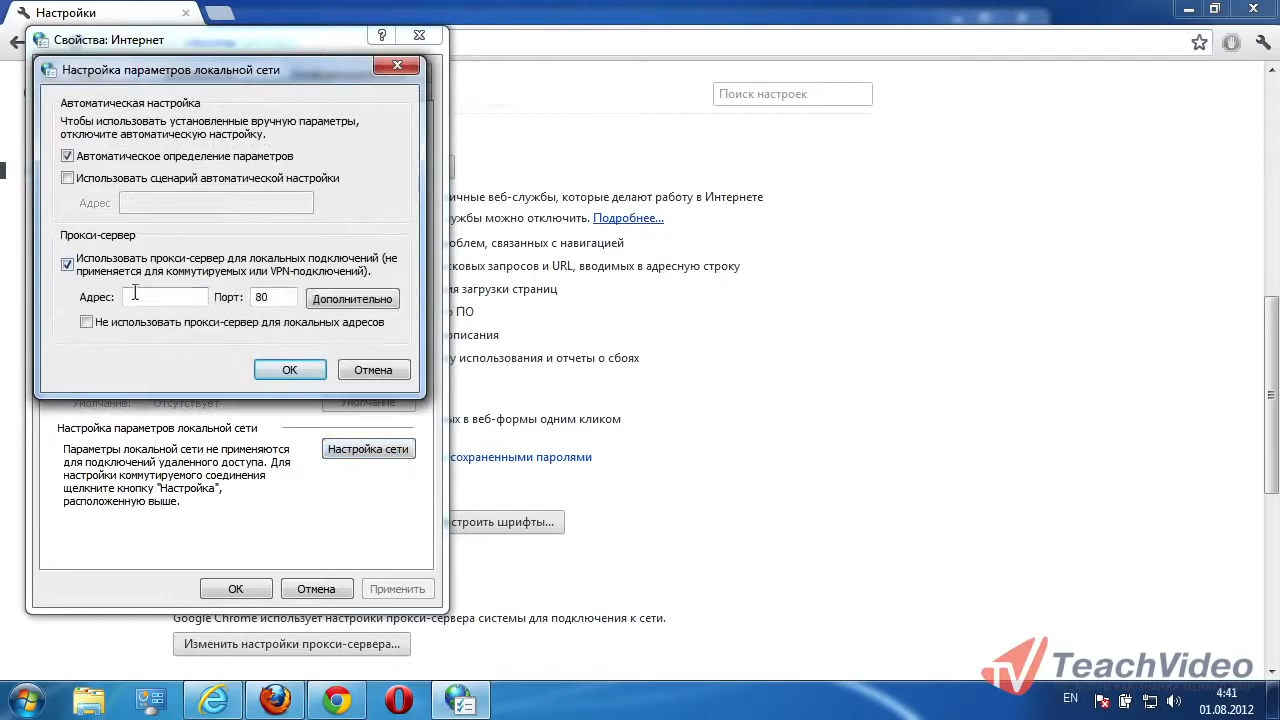 Настройки
Свойства: Интернет
Настройка параметров локальной сети
Автоматическая настройка
Чтобы использовать установленные вручную параметры,
отключите автоматическую настройку.
Автоматическое определение параметров
Использовать сценарий автоматической настройки
Адрес
Прокси-сервер
Использовать прокси-сервер для локальных подключений (не
применяется для коммутируемых или VPN-подключений).
Адрес: Порт: 80 Дополнительно
Не использовать прокси-сервер для локальных адресов
ОК Отмена
Умолчание: Отсутствует Умолчание
Настройка параметров локальной сети
Параметры локальной сети не применяются
для подключений удаленного доступа. Для
настройки коммутируемого соединения
щелкните кнопку "Настройка",
расположенную выше.
Настройка сети
ОК Отмена Применить
Поиск настроек
ичные веб-службы, которые делают работу в Интернете
ужбы можно отключить. Подробнее...
облем, связанных с навигацией
сковых запросов и URL, вводимых в адресную строку
ия загрузки страниц
о ПО
описания
у использования и отчеты о сбоях
ых в веб-формы одним кликом
сохраненными паролями
строить шрифты...
Google Chrome использует настройки прокси-сервера системы для подключения к сети.
Изменить настройки прокси-сервера...
TeachVideo
EN
4:41
01.08.2012